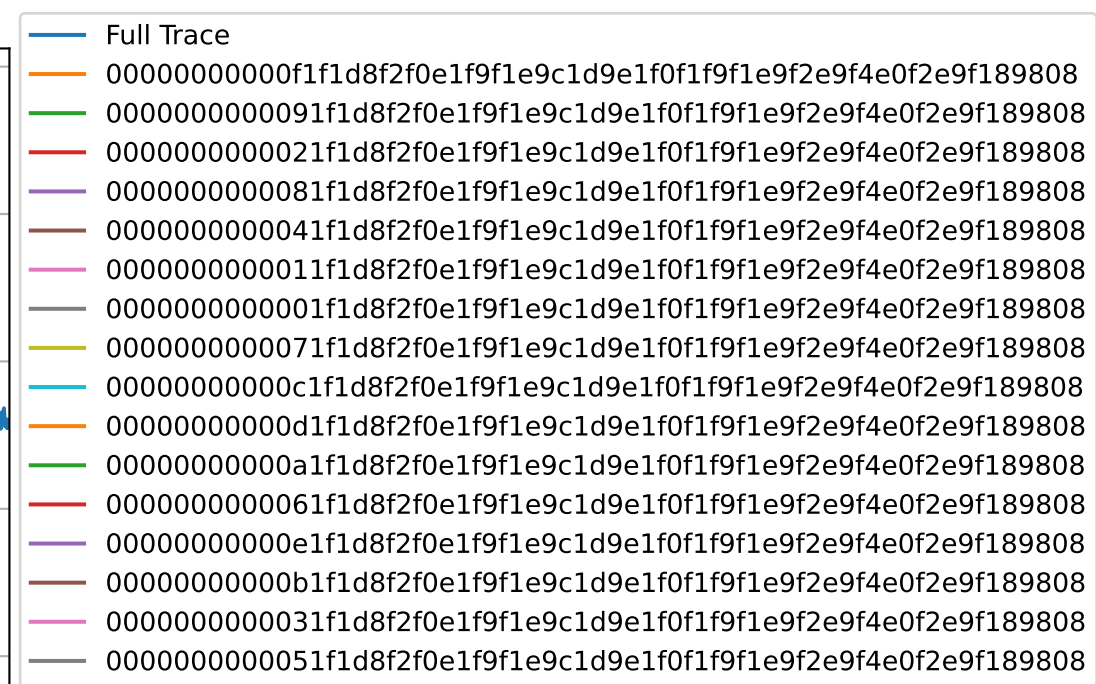 Full Trace
00000000000f1f1d8f2f0e1f9f1e9c1d9e1f0f1f9f1e9f2e9f4e0f2e9f189808
0000000000091f1d8f2f0e1f9f1e9c1d9e1f0f1f9f1e9f2e9f4e0f2e9f189808
0000000000021f1d8f2f0e1f9f1e9c1d9e1f0f1f9f1e9f2e9f4e0f2e9f189808
0000000000081f1d8f2f0e1f9f1e9c1d9e1f0f1f9f1e9f2e9f4e0f2e9f189808
0000000000041f1d8f2f0e1f9f1e9c1d9e1f0f1f9f1e9f2e9f4e0f2e9f189808
0000000000011f1d8f2f0e1f9f1e9c1d9e1f0f1f9f1e9f2e9f4e0f2e9f189808
0000000000001f1d8f2f0e1f9f1e9c1d9e1f0f1f9f1e9f2e9f4e0f2e9f189808
0000000000071f1d8f2f0e1f9f1e9c1d9e1f0f1f9f1e9f2e9f4e0f2e9f189808
00000000000c1f1d8f2f0e1f9f1e9c1d9e1f0f1f9f1e9f2e9f4e0f2e9f189808
00000000000d1f1d8f2f0e1f9f1e9c1d9e1f0f1f9f1e9f2e9f4e0f2e9f189808
00000000000a1f1d8f2f0e1f9f1e9c1d9e1f0f1f9f1e9f2e9f4e0f2e9f189808
0000000000061f1d8f2f0e1f9f1e9c1d9e1f0f1f9f1e9f2e9f4e0f2e9f189808
00000000000e1f1d8f2f0e1f9f1e9c1d9e1f0f1f9f1e9f2e9f4e0f2e9f189808
00000000000b1f1d8f2f0e1f9f1e9c1d9e1f0f1f9f1e9f2e9f4e0f2e9f189808
0000000000031f1d8f2f0e1f9f1e9c1d9e1f0f1f9f1e9f2e9f4e0f2e9f189808
0000000000051f1d8f2f0e1f9f1e9c1d9e1f0f1f9f1e9f2e9f4e0f2e9f189808